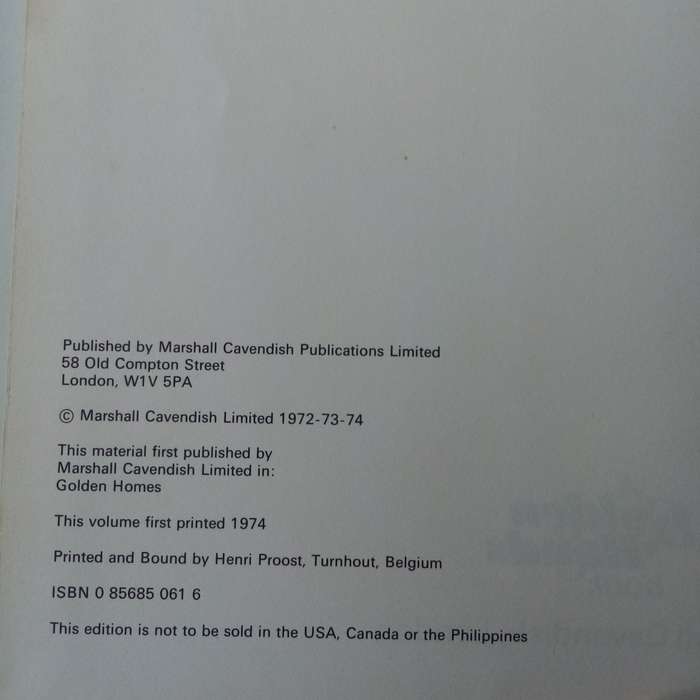 Published by Marshall Cavendish Publications Limited
58 Old Compton Street
London, W1V 5PA
© Marshall Cavendish Limited 1972-73-74
This material first published by
Marshall Cavendish Limited in:
Golden Homes
This volume first printed 1974
Printed and Bound by Henri Proost, Turnhout, Belgium
ISBN 0 85685 061 6
This edition is not to be sold in the USA, Canada or the Philippines